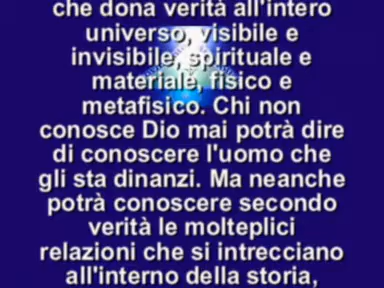 che dona verità all'intero
universo, visibile e
invisibile, spirituale e
materiale, fisico e
metafisico. Chi non
conosce Dio mai potrà dire
di conoscere l'uomo che
gli sta dinanzi. Ma neanche
potrà conoscere secondo
verità le molteplici
relazioni che si intrecciano
all'interno della storia,